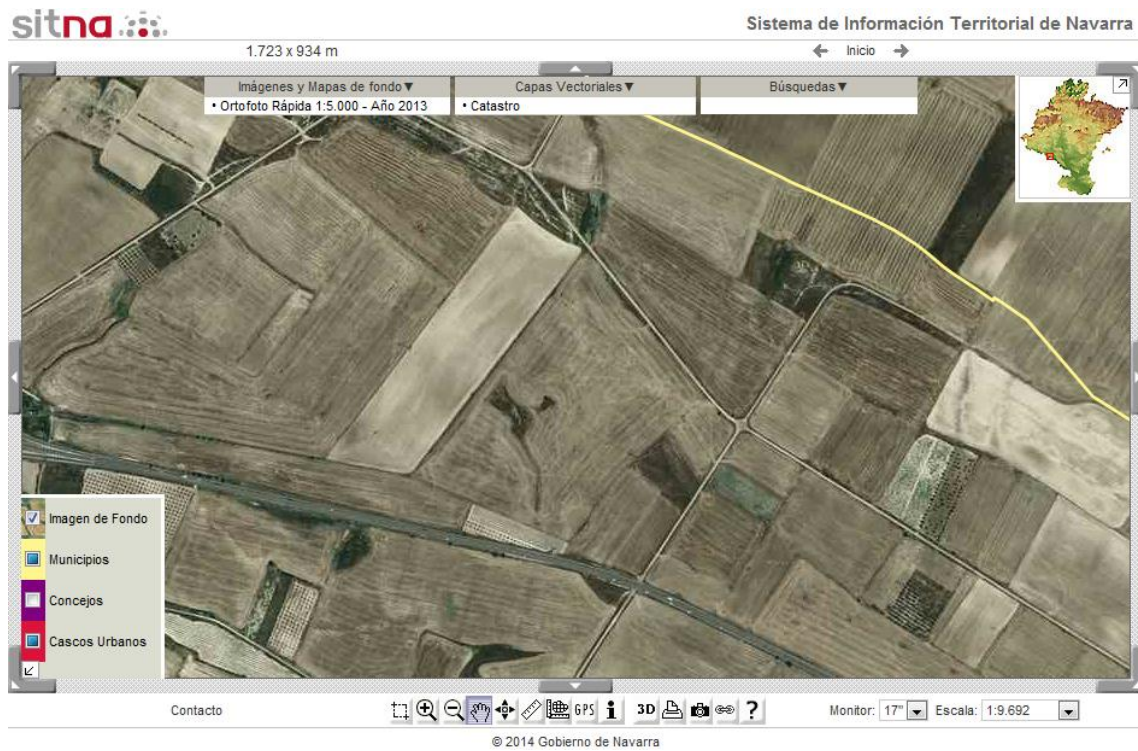 sitna
Sistema de Información Territorial de Navarra
1.723 x 934 m
Inicio
Imágenes y Mapas de fondo▼
Capas Vectoriales▼
Búsquedas▼
• Ortofoto Rápida 1:5.000 - Año 2013
• Catastro
Imagen de Fondo
Municipios
Concejos
Cascos Urbanos
Contacto
GPS
i
3D
?
Monitor: 17"
Escala: 1:9.692
© 2014 Gobierno de Navarra